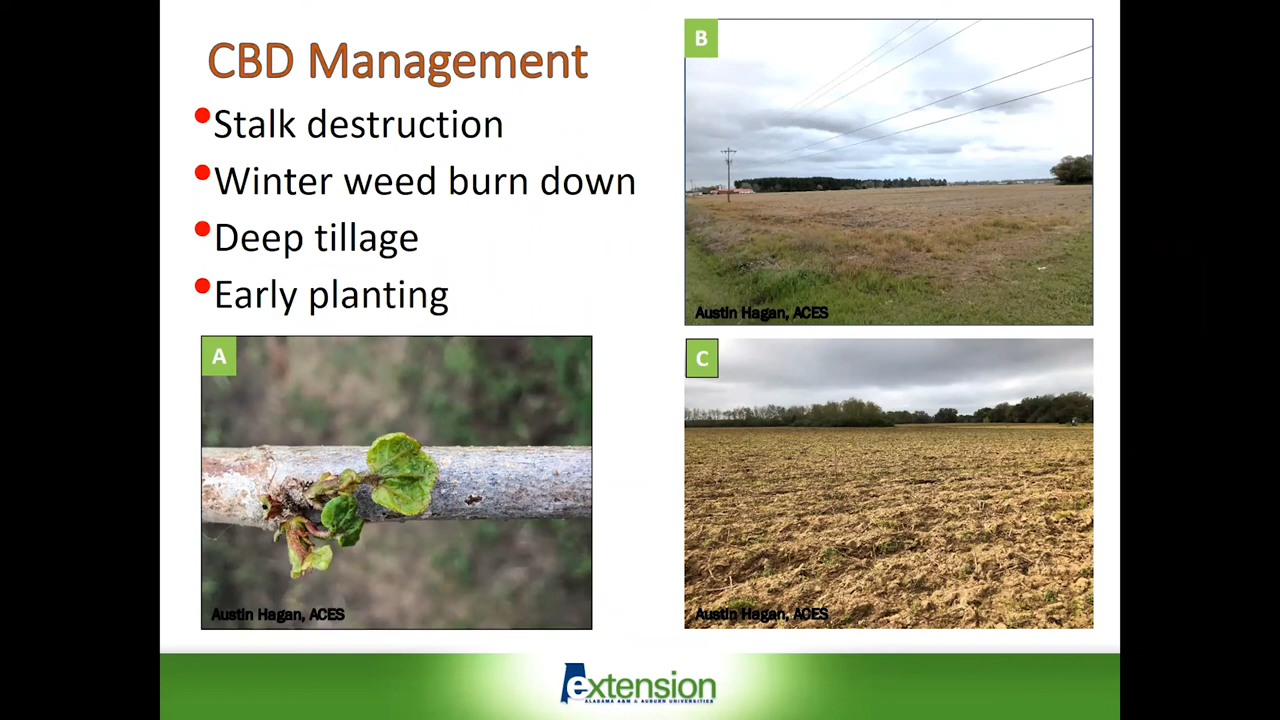 CBD Management
•Stalk destruction
•Winter weed burn down
•Deep tillage
•Early planting
A
Austin Hagan, ACES
B
Austin Hagan, ACES
C
Austin Hagan, ACES
extension
ALABAMA A&M & AUBURN UNIVERSITIES